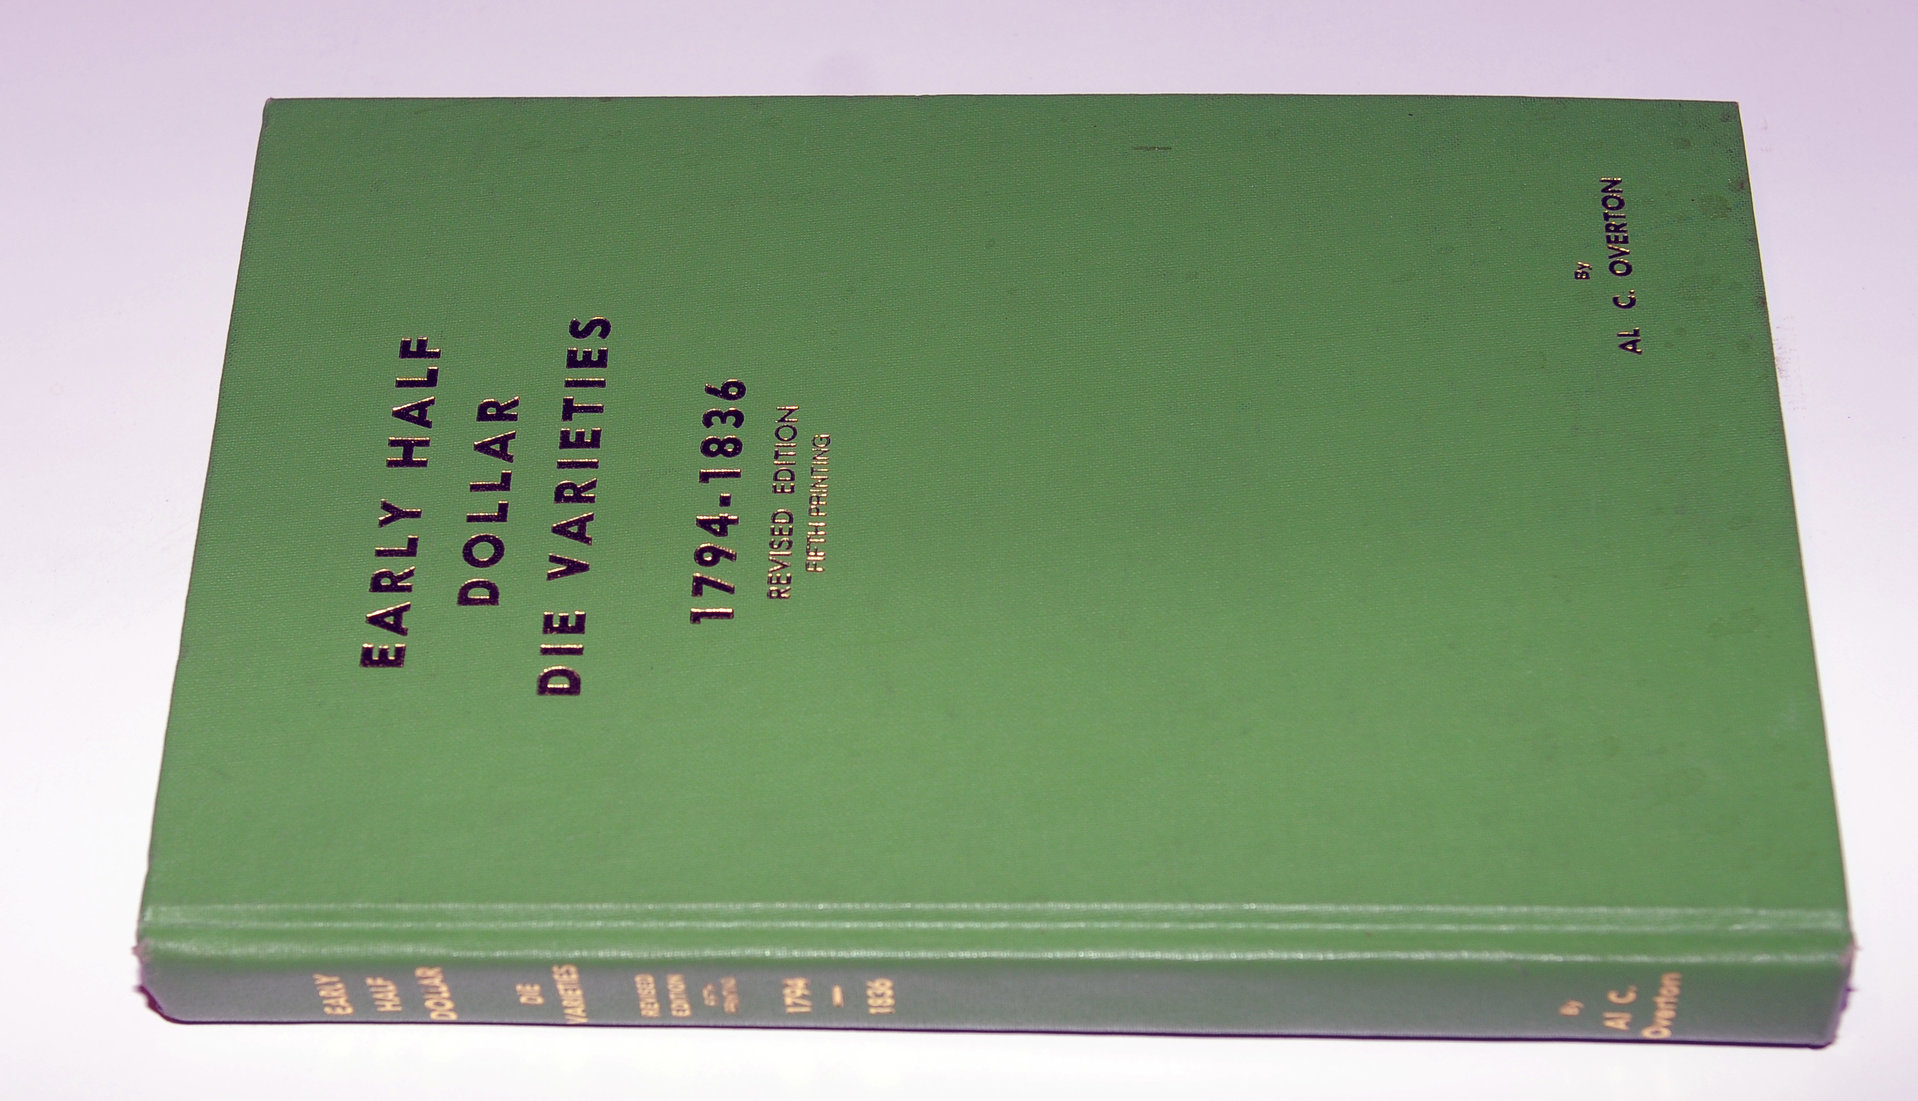 EARLY HALF
DOLLAR
DIE VARIETIES
1794-1836
REVISED EDITION
FIFTH PRINTING
By
AL C. OVERTON
EARLY
HALF
DOLLAR
DIE
VARIETIES
REVISED
EDITION
PRINTING
1794
—
1836
By
Al C.
Overton